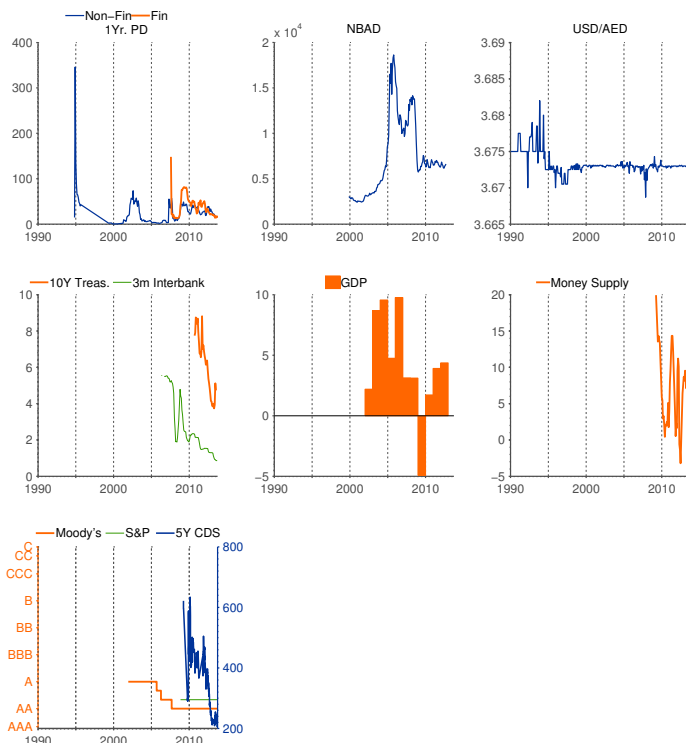 Non−Fin Fin
1Yr. PD
400
300
200
100
0
1990 2000 2010
NBAD
2 x 10^4
1.5
1
0.5
0
1990 2000 2010
USD/AED
3.69
3.685
3.68
3.675
3.67
3.665
1990 2000 2010
10Y Treas. 3m Interbank
10
8
6
4
2
0
1990 2000 2010
GDP
10
5
0
−5
1990 2000 2010
Money Supply
20
15
10
5
0
−5
1990 2000 2010
Moody's S&P 5Y CDS
C
CC
CCC
B
BB
BBB
A
AA
AAA
800
600
400
200
1990 2000 2010